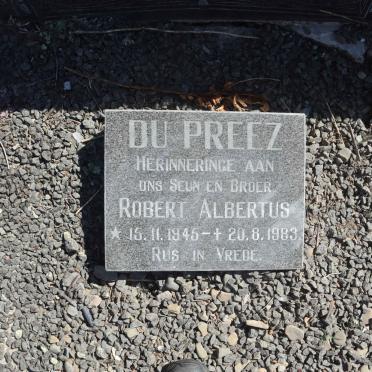 DU PREEZ
HERINNERINGE AAN
ONS SEUN EN BROER
ROBERT ALBERTUS
* 15.11.1945 - + 20.8.1983
RUS IN VREDE.